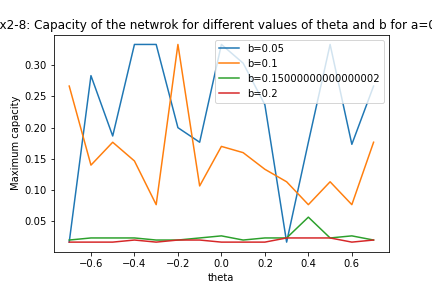 x2-8: Capacity of the netwrok for different values of theta and b for a=0
Maximum capacity
0.30
0.25
0.20
0.15
0.10
0.05
b=0.05
b=0.1
b=0.15000000000000002
b=0.2
−0.6 −0.4 −0.2 0.0 0.2 0.4 0.6
theta